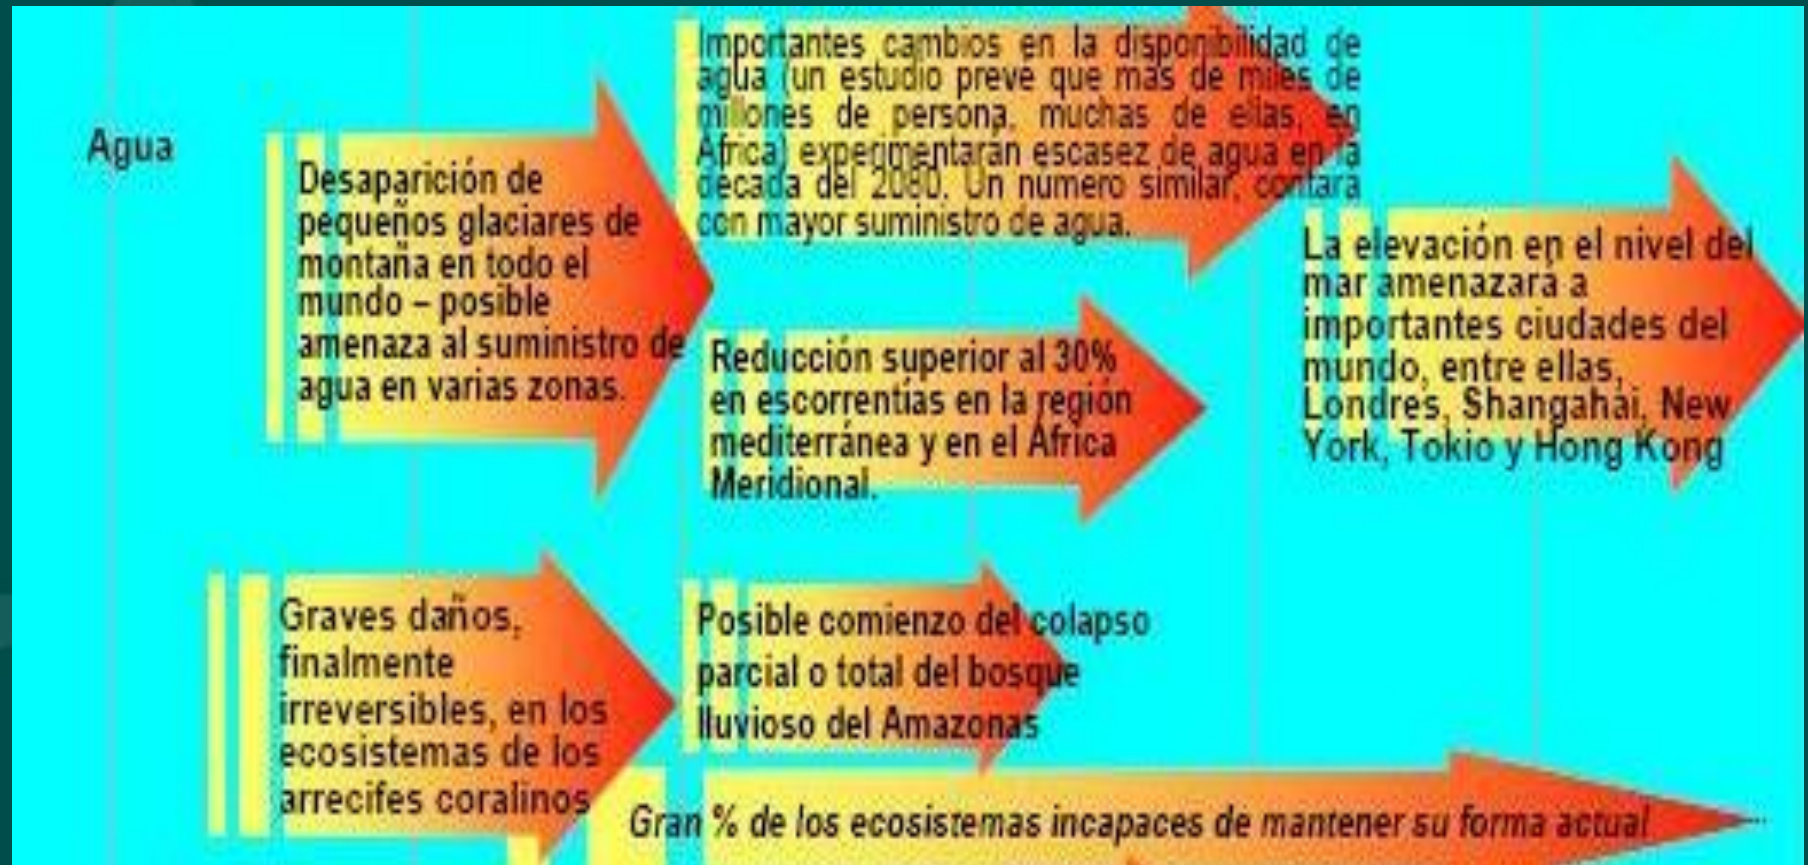 Agua
Desaparición de
pequeños glaciares de
montaña en todo el
mundo – posible
amenaza al suministro de
agua en varias zonas.
Importantes cambios en la disponibilidad de
agua (un estudio prevé que más de miles de
millones de persona, muchas de ellas, en
África) experimentarán escasez de agua en la
década del 2080. Un número similar, contará
con mayor suministro de agua.
Reducción superior al 30%
en escorrentías en la región
mediterránea y en el África
Meridional.
La elevación en el nivel del
mar amenazará a
importantes ciudades del
mundo, entre ellas,
Londres, Shangahái, New
York, Tokio y Hong Kong
Graves daños,
finalmente
irreversibles, en los
ecosistemas de los
arrecifes coralinos
Posible comienzo del colapso
parcial o total del bosque
lluvioso del Amazonas
Gran % de los ecosistemas incapaces de mantener su forma actual